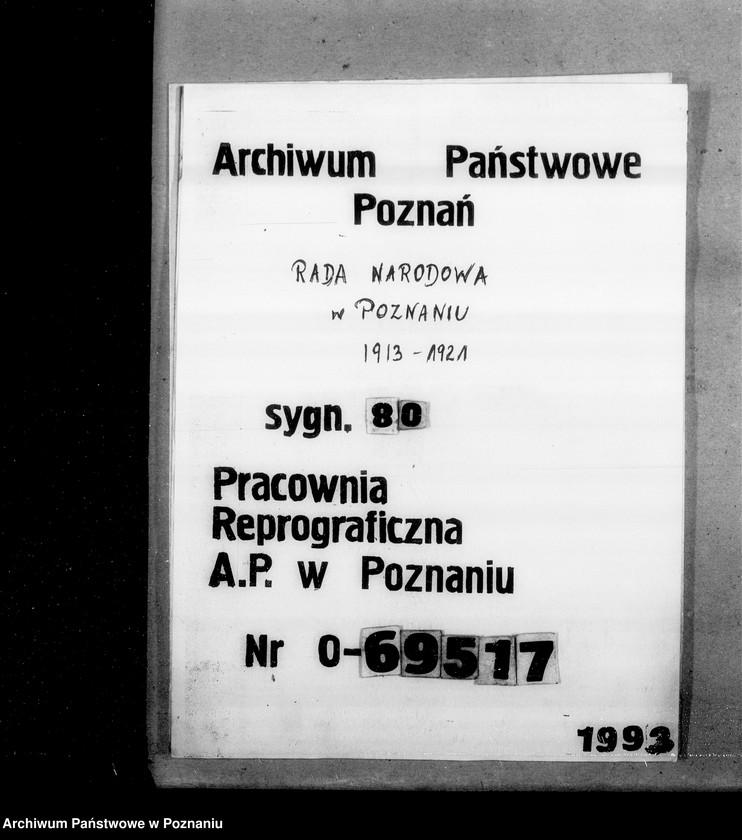 Archiwum Państwowe
Poznań
RADA NARODOWA
w POZNANIU
1913-1921
sygn. 80
Pracownia
Reprograficzna
A.P. w Poznaniu
Nr 0-69517
1993
Archiwum Państwowe w Poznaniu